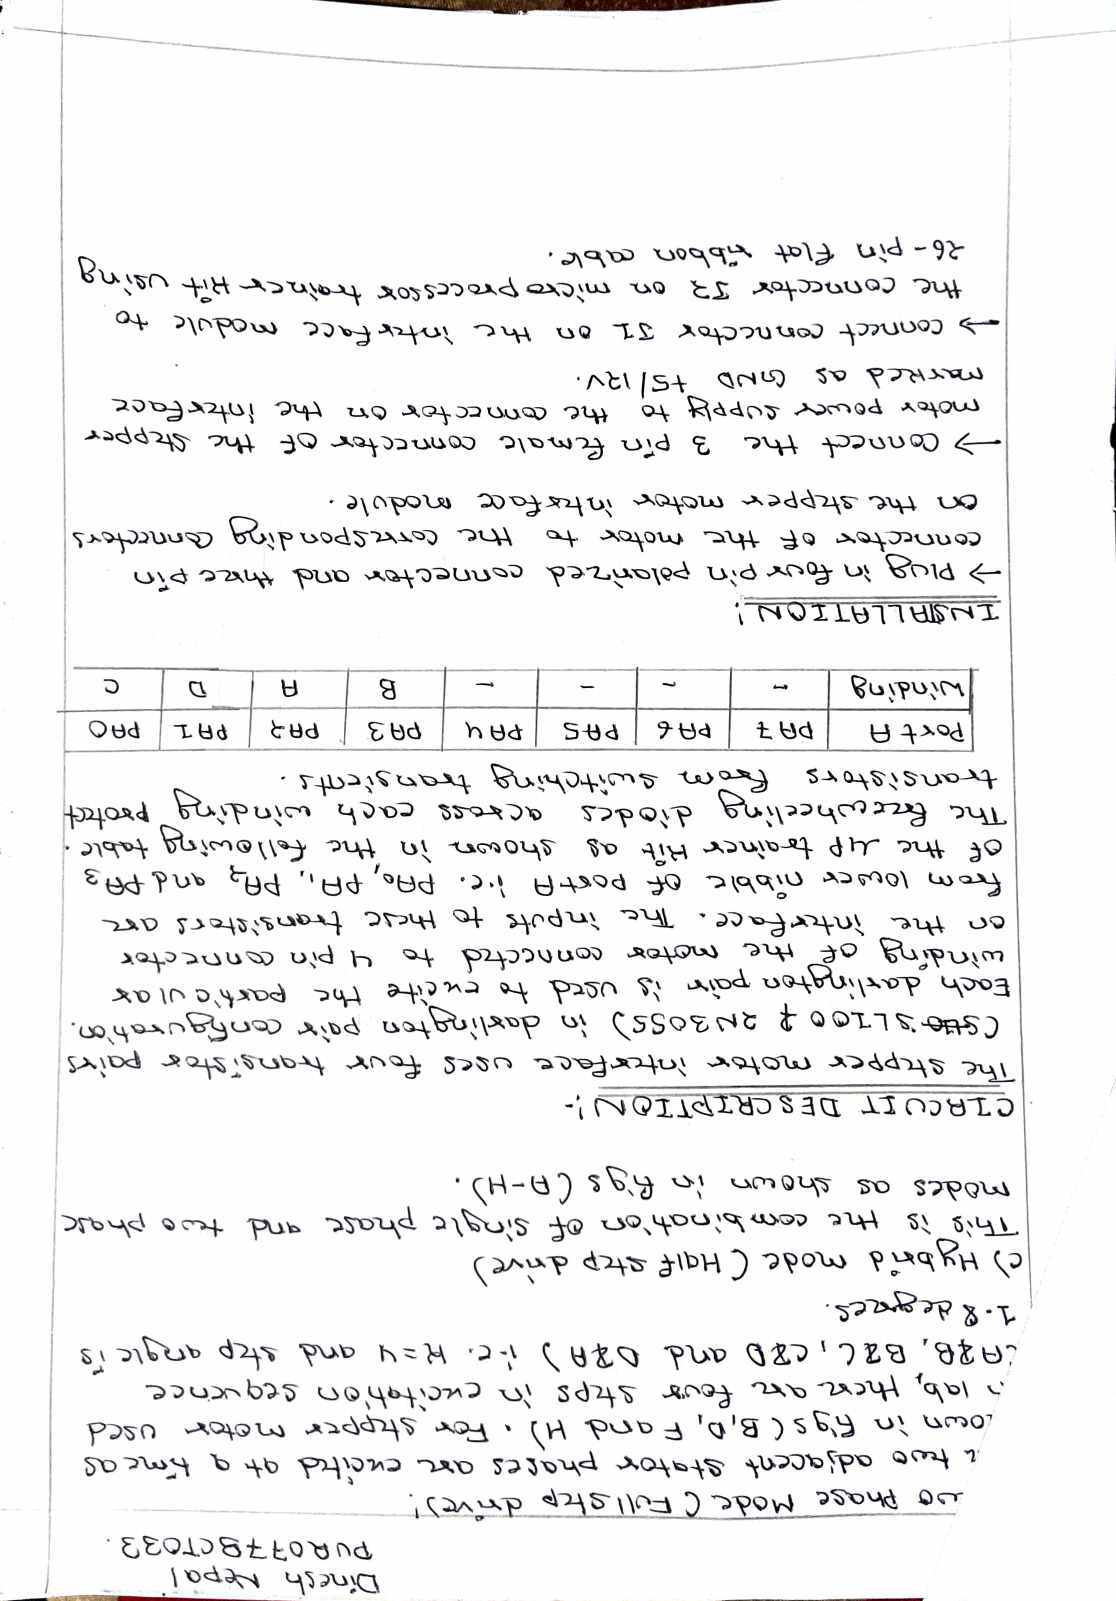 Dinesh Nepal
PUR077BCT033.
wo Phase Mode (Full step drive):
two adjacent stator phases are excited at a time as
own in figs (B,D, F and H). For stepper motor used
lab, there are four steps in excitation sequence
(A&B, B&C, C&D and D&A) i.e. K=4 and step angle is
1.8 degrees.
c) Hybrid mode (Half step drive)
This is the combination of single phase and two phase
modes as shown in figs (A-H).
CIRCUIT DESCRIPTION:-
The stepper motor interface uses four transistor pairs
(SL100 & 2N3055) in darlington pair configuration.
Each darlington pair is used to excite the particular
winding of the motor connected to 4 pin connector
on the interface. The inputs to these transistors are
from lower nibble of port A i.e. PA0, PA1, PA2 and PA3
of the μP trainer kit as shown in the following table.
The freewheeling diodes across each winding protect
transistors from switching transients.
Port A PA7 PA6 PA5 PA4 PA3 PA2 PA1 PA0
Winding - - - - B A D C
INSTALLATION:
→ Plug in four pin polarized connector and three pin
connector of the motor to the corresponding connectors
on the stepper motor interface module.
→ Connect the 3 pin female connector of the stepper
motor power supply to the connector on the interface
marked as GND +5/12V.
→ connect connector J1 on the interface module to
the connector J2 on microprocessor trainer kit using
26-pin flat ribbon cable.